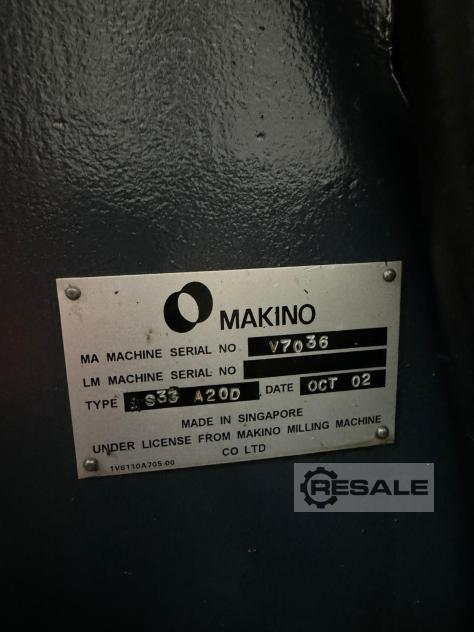 MAKINO
MA MACHINE SERIAL NO V7036
LM MACHINE SERIAL NO
TYPE S33 A20D DATE OCT 02
MADE IN SINGAPORE
UNDER LICENSE FROM MAKINO MILLING MACHINE
CO LTD
1V6110A705-00
RESALE